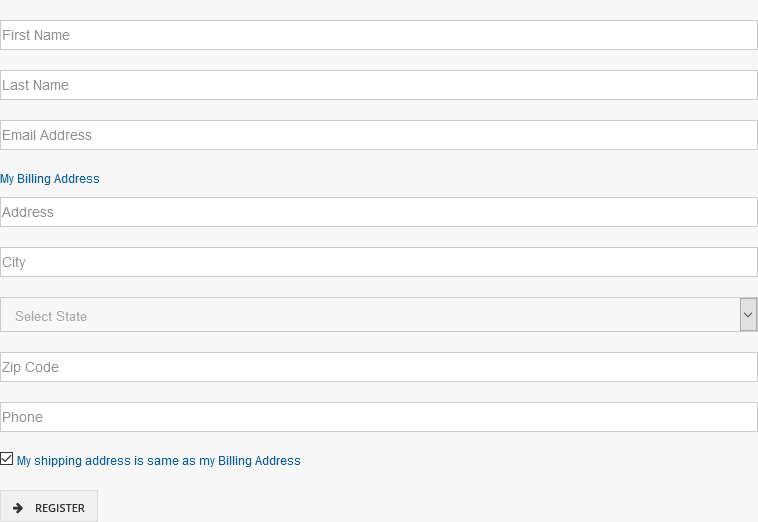 First Name
Last Name
Email Address
My Billing Address
Address
City
Select State
Zip Code
Phone
My shipping address is same as my Billing Address
REGISTER